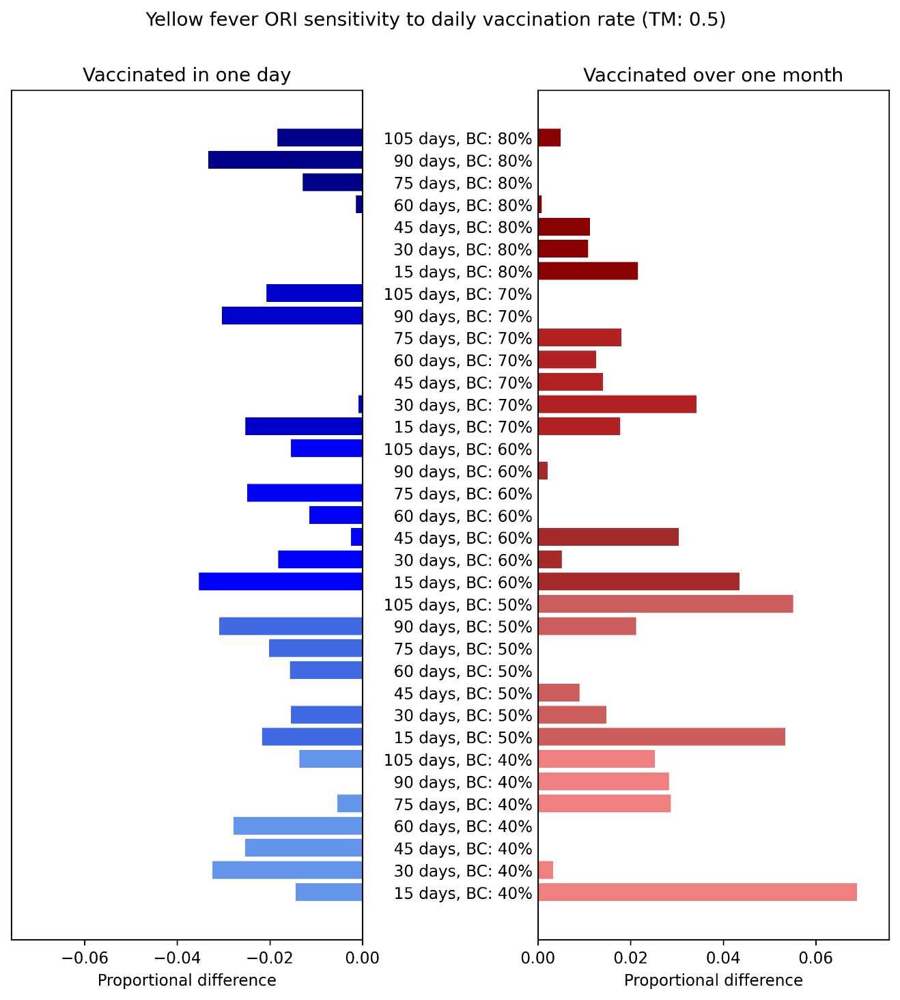 Yellow fever ORI sensitivity to daily vaccination rate (TM: 0.5)
Vaccinated in one day
Vaccinated over one month
105 days, BC: 80%
90 days, BC: 80%
75 days, BC: 80%
60 days, BC: 80%
45 days, BC: 80%
30 days, BC: 80%
15 days, BC: 80%
105 days, BC: 70%
90 days, BC: 70%
75 days, BC: 70%
60 days, BC: 70%
45 days, BC: 70%
30 days, BC: 70%
15 days, BC: 70%
105 days, BC: 60%
90 days, BC: 60%
75 days, BC: 60%
60 days, BC: 60%
45 days, BC: 60%
30 days, BC: 60%
15 days, BC: 60%
105 days, BC: 50%
90 days, BC: 50%
75 days, BC: 50%
60 days, BC: 50%
45 days, BC: 50%
30 days, BC: 50%
15 days, BC: 50%
105 days, BC: 40%
90 days, BC: 40%
75 days, BC: 40%
60 days, BC: 40%
45 days, BC: 40%
30 days, BC: 40%
15 days, BC: 40%
−0.06 −0.04 −0.02 0.00
0.00 0.02 0.04 0.06
Proportional difference
Proportional difference